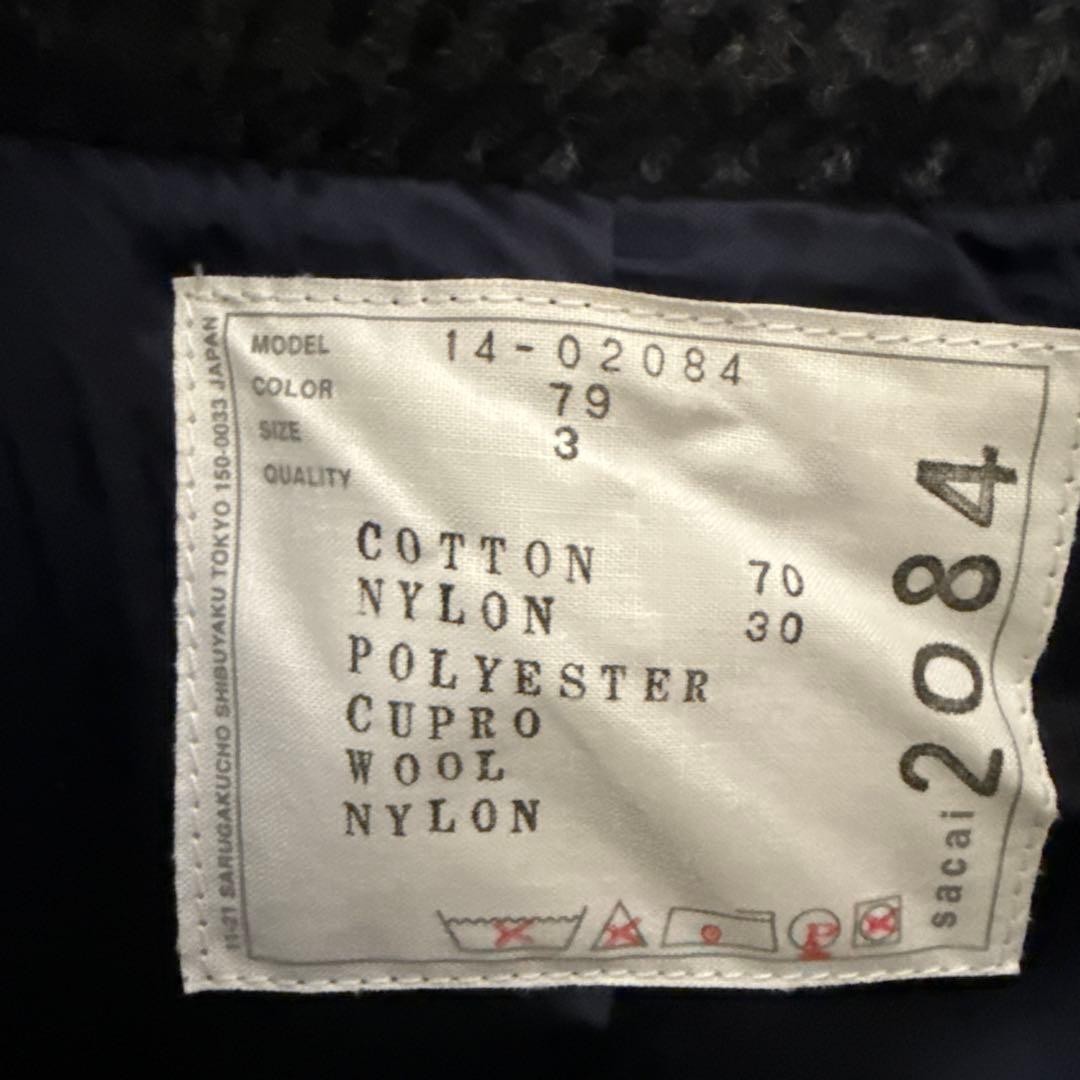 MODEL 14-02084
COLOR 79
SIZE 3
QUALITY
COTTON 70
NYLON 30
POLYESTER
CUPRO
WOOL
NYLON
P
sacai 2084
11-21 SARUGAKUCHO SHIBUYAKU TOKYO 150-0033 JAPAN